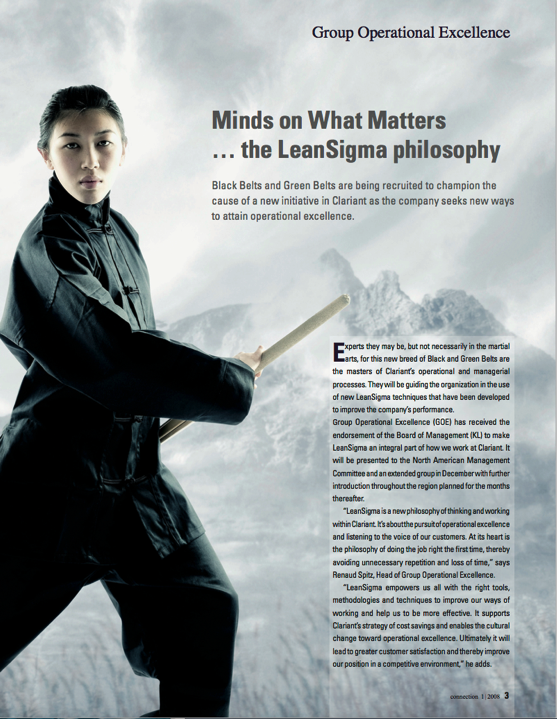 Group Operational Excellence
Minds on What Matters
… the LeanSigma philosophy
Black Belts and Green Belts are being recruited to champion the
cause of a new initiative in Clariant as the company seeks new ways
to attain operational excellence.
Experts they may be, but not necessarily in the martial
arts, for this new breed of Black and Green Belts are
the masters of Clariant's operational and managerial
processes. They will be guiding the organization in the use
of new LeanSigma techniques that have been developed
to improve the company's performance.
Group Operational Excellence (GOE) has received the
endorsement of the Board of Management (KL) to make
LeanSigma an integral part of how we work at Clariant. It
will be presented to the North American Management
Committee and an extended group in December with further
introduction throughout the region planned for the months
thereafter.
"LeanSigma is a new philosophy of thinking and working
within Clariant. It's about the pursuit of operational excellence
and listening to the voice of our customers. At its heart is
the philosophy of doing the job right the first time, thereby
avoiding unnecessary repetition and loss of time," says
Renaud Spitz, Head of Group Operational Excellence.
"LeanSigma empowers us all with the right tools,
methodologies and techniques to improve our ways of
working and help us to be more effective. It supports
Clariant's strategy of cost savings and enables the cultural
change toward operational excellence. Ultimately it will
lead to greater customer satisfaction and thereby improve
our position in a competitive environment," he adds.
connection 1 | 2008 3